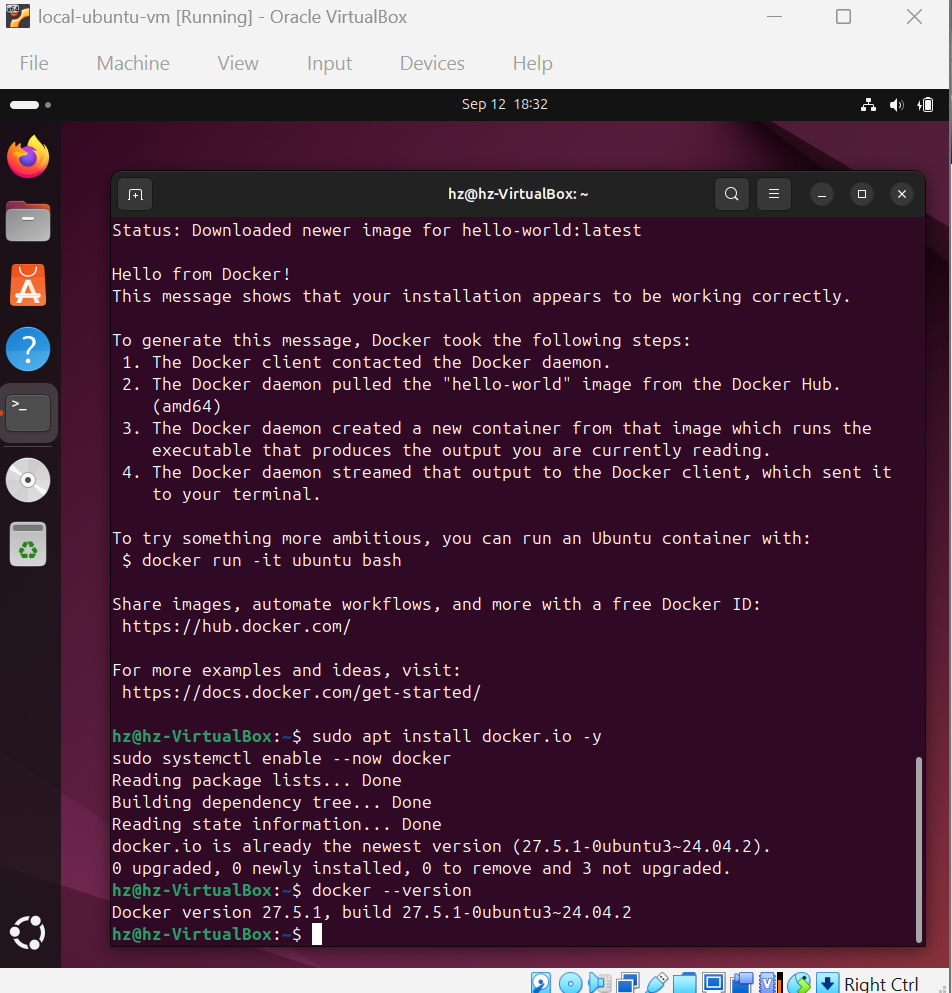 local-ubuntu-vm [Running] - Oracle VirtualBox
File Machine View Input Devices Help
Sep 12 18:32
hz@hz-VirtualBox: ~
Status: Downloaded newer image for hello-world:latest
Hello from Docker!
This message shows that your installation appears to be working correctly.
To generate this message, Docker took the following steps:
1. The Docker client contacted the Docker daemon.
2. The Docker daemon pulled the "hello-world" image from the Docker Hub.
(amd64)
3. The Docker daemon created a new container from that image which runs the
executable that produces the output you are currently reading.
4. The Docker daemon streamed that output to the Docker client, which sent it
to your terminal.
To try something more ambitious, you can run an Ubuntu container with:
$ docker run -it ubuntu bash
Share images, automate workflows, and more with a free Docker ID:
https://hub.docker.com/
For more examples and ideas, visit:
https://docs.docker.com/get-started/
hz@hz-VirtualBox:~$ sudo apt install docker.io -y
sudo systemctl enable --now docker
Reading package lists... Done
Building dependency tree... Done
Reading state information... Done
docker.io is already the newest version (27.5.1-0ubuntu3~24.04.2).
0 upgraded, 0 newly installed, 0 to remove and 3 not upgraded.
hz@hz-VirtualBox:~$ docker --version
Docker version 27.5.1, build 27.5.1-0ubuntu3~24.04.2
hz@hz-VirtualBox:~$
Right Ctrl